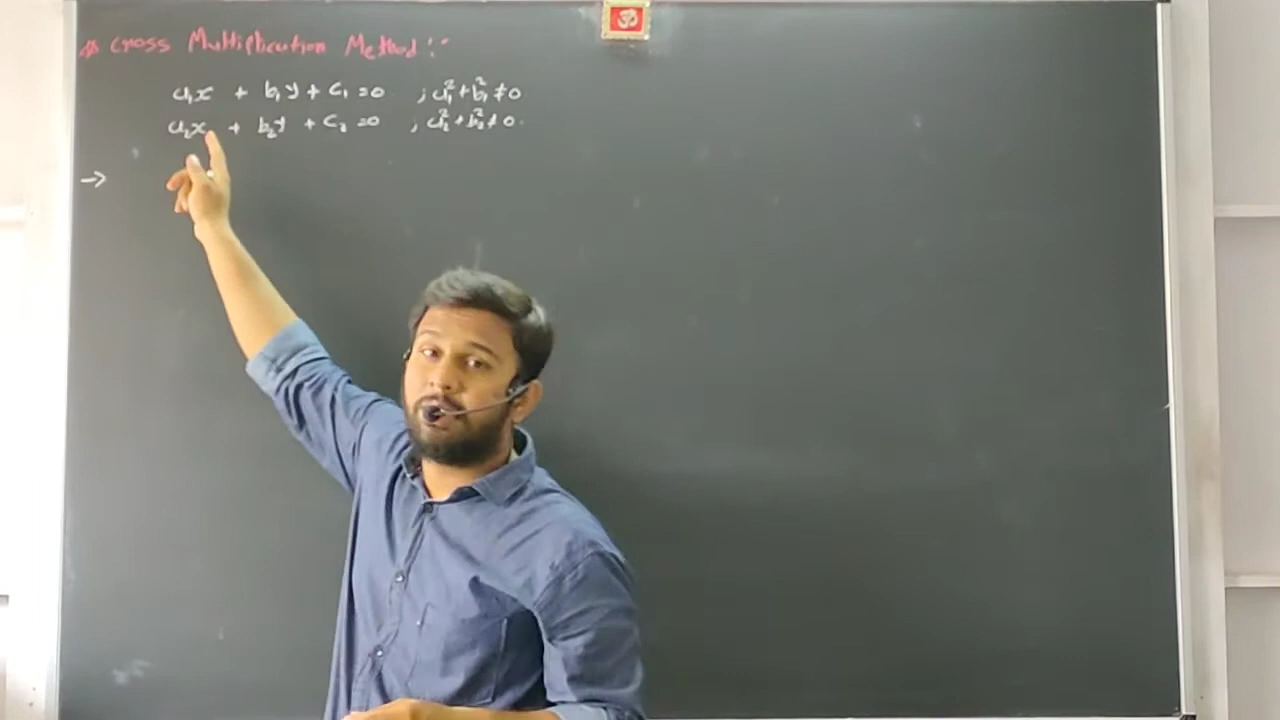 # Cross Multiplication Method :-
a₁x + b₁y + c₁ = 0 ; a₁² + b₁² ≠ 0
a₂x + b₂y + c₂ = 0 ; a₂² + b₂² ≠ 0.
→
ॐ